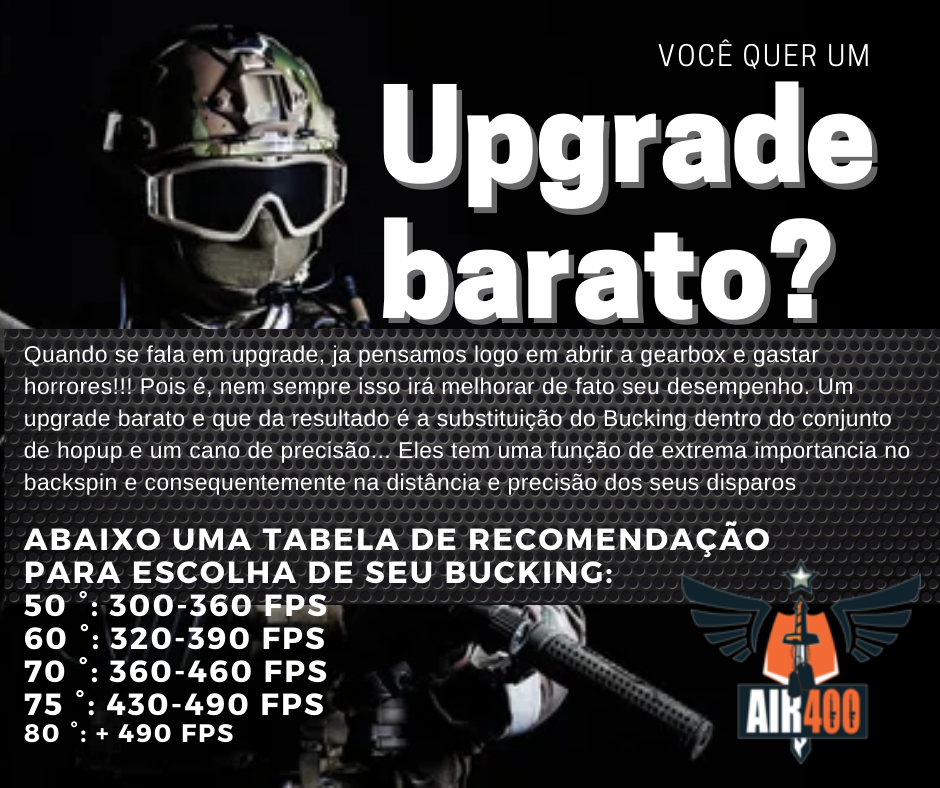 VOCÊ QUER UM
Upgrade
barato?
Quando se fala em upgrade, ja pensamos logo em abrir a gearbox e gastar
horrores!!! Pois é, nem sempre isso irá melhorar de fato seu desempenho. Um
upgrade barato e que da resultado é a substituição do Bucking dentro do conjunto
de hopup e um cano de precisão... Eles tem uma função de extrema importancia no
backspin e consequentemente na distância e precisão dos seus disparos
ABAIXO UMA TABELA DE RECOMENDAÇÃO
PARA ESCOLHA DE SEU BUCKING:
50 °: 300-360 FPS
60 °: 320-390 FPS
70 °: 360-460 FPS
75 °: 430-490 FPS
80 °: + 490 FPS
AIR400